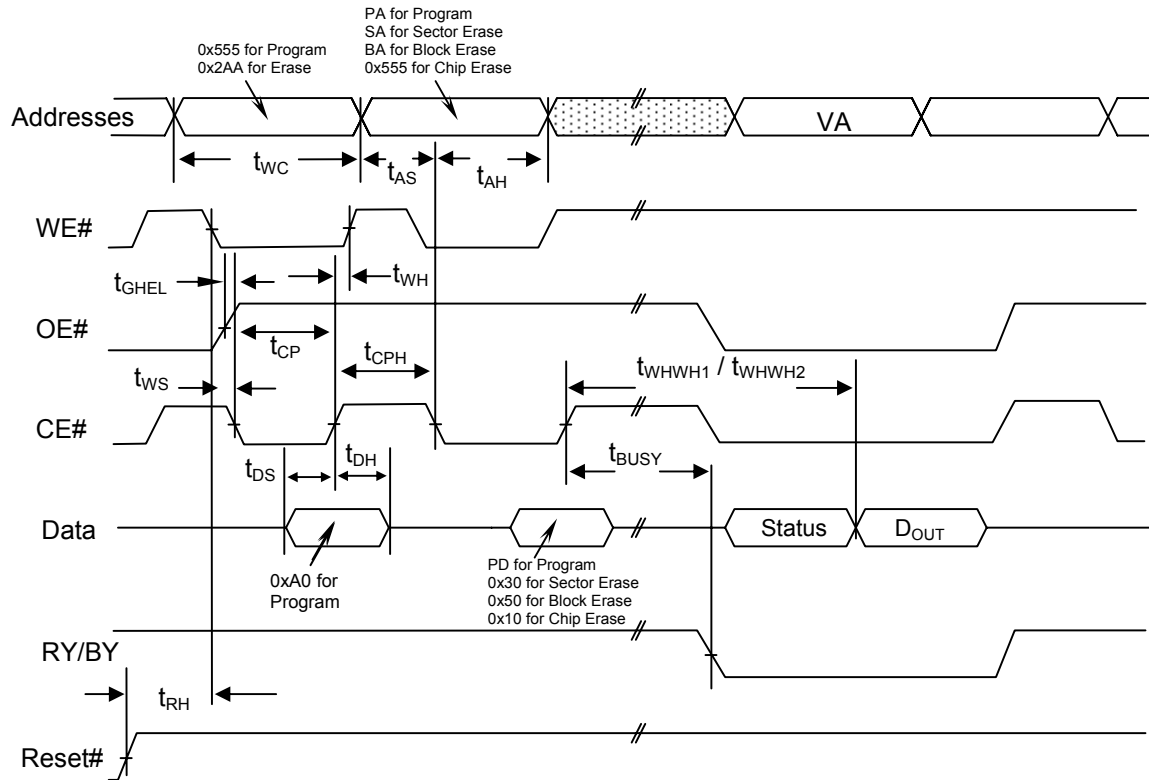 PA for Program
SA for Sector Erase
BA for Block Erase
0x555 for Chip Erase
0x555 for Program
0x2AA for Erase
Addresses
VA
tWC
tAS
tAH
WE#
tGHEL
tWH
OE#
tCP
tCPH
tWHWH1 / tWHWH2
tWS
CE#
tDS
tDH
tBUSY
Data
Status
DOUT
0xA0 for
Program
PD for Program
0x30 for Sector Erase
0x50 for Block Erase
0x10 for Chip Erase
RY/BY
tRH
Reset#